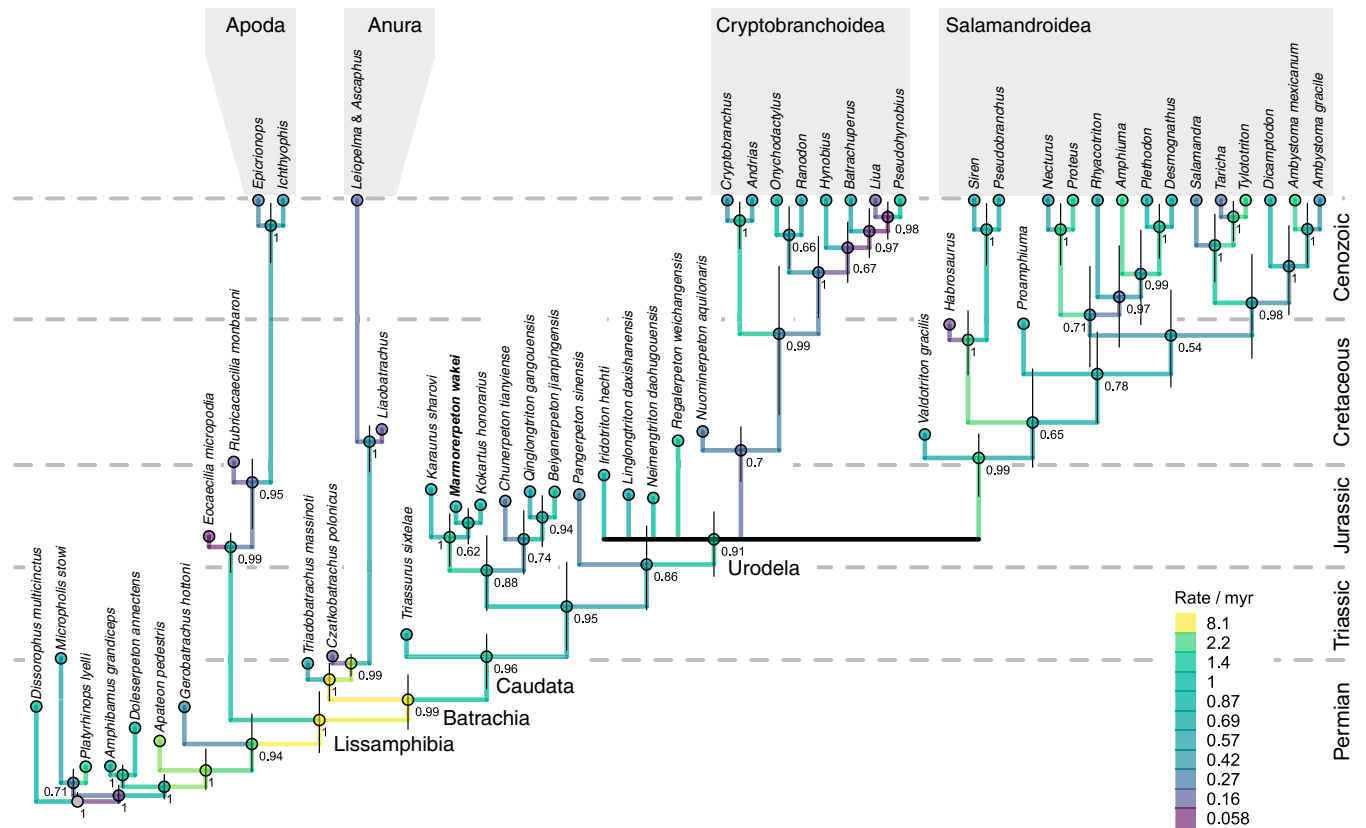 Apoda
Anura
Cryptobranchoidea
Salamandroidea
Epicrionops
Ichthyophis
Leiopelma & Ascaphus
Cryptobranchus
Andrias
Onychodactylus
Ranodon
Hynobius
Batrachuperus
Liua
Pseudohynobius
Siren
Pseudobranchus
Necturus
Proteus
Rhyacotriton
Amphiuma
Plethodon
Desmognathus
Salamandra
Taricha
Tylototriton
Dicamptodon
Ambystoma mexicanum
Ambystoma gracile
1
0.66
1
0.67
0.97
0.98
1
1
0.71
0.97
0.99
1
1
0.98
1
1
Cenozoic
Rubricacaecilia monbaroni
Eocaecilia micropodia
Liaobatrachus
Karaurus sharovi
Marmorerpeton wakei
Kokartus honorarius
Chunerpeton tianyiense
Qinglongtriton gangouensis
Beiyanerpeton jianpingensis
Pangerpeton sinensis
Iridotriton hechti
Linglongtriton daxishanensis
Neimengtriton daohugouensis
Regalerpeton weichangensis
Nuominerpeton aquilonaris
Valdotriton gracilis
Habrosaurus
Proamphiuma
1
0.99
0.54
0.78
0.65
0.99
0.7
1
0.95
0.99
Cretaceous
1
0.62
0.74
0.94
0.88
0.86
0.91
Urodela
0.95
Jurassic
Triadobatrachus massinoti
Czatkobatrachus polonicus
Triassurus sixtelae
0.99
1
0.96
Caudata
0.99
Batrachia
1
Lissamphibia
0.94
Triassic
Dissorophus multicinctus
Micropholis stowi
Platyrhinops lyelli
Amphibamus grandiceps
Doleserpeton annectens
Apateon pedestris
Gerobatrachus hottoni
0.71
1
1
1
1
1
Permian
Rate / myr
8.1
2.2
1.4
1
0.87
0.69
0.57
0.42
0.27
0.16
0.058